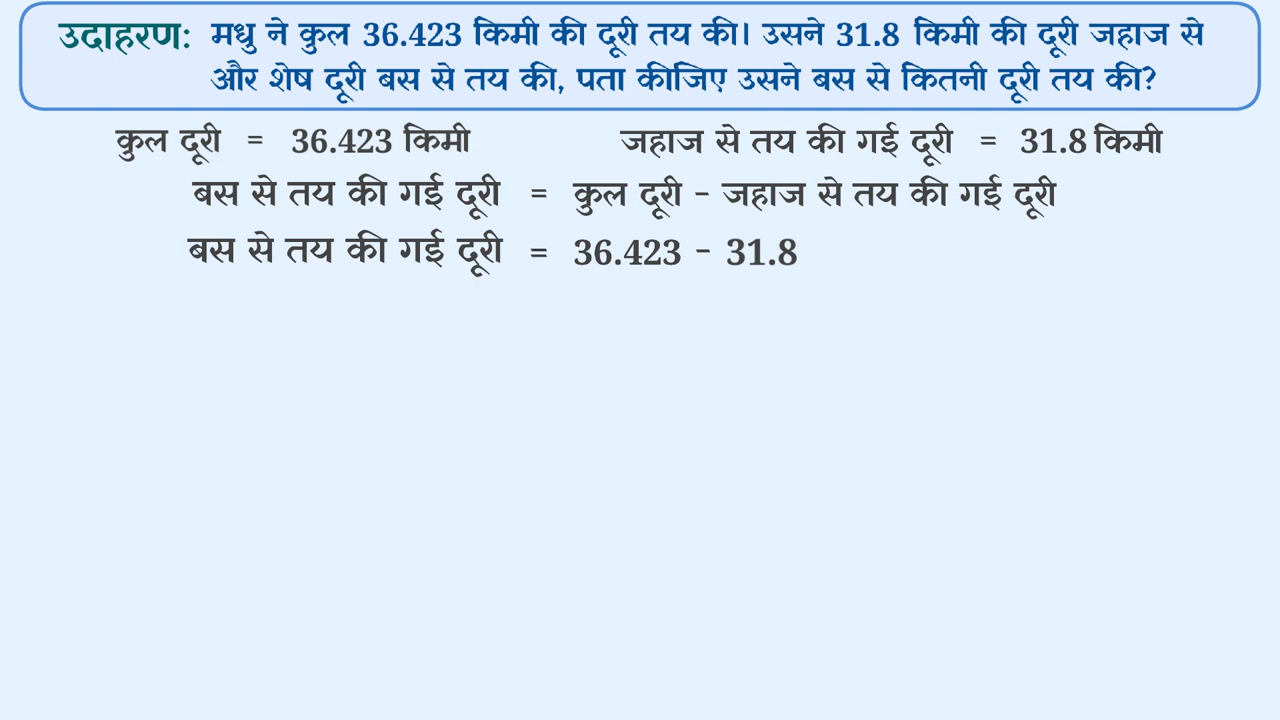 उदाहरण: मधु ने कुल 36.423 किमी की दूरी तय की। उसने 31.8 किमी की दूरी जहाज से
और शेष दूरी बस से तय की, पता कीजिए उसने बस से कितनी दूरी तय की?
कुल दूरी = 36.423 किमी जहाज से तय की गई दूरी = 31.8 किमी
बस से तय की गई दूरी = कुल दूरी - जहाज से तय की गई दूरी
बस से तय की गई दूरी = 36.423 - 31.8